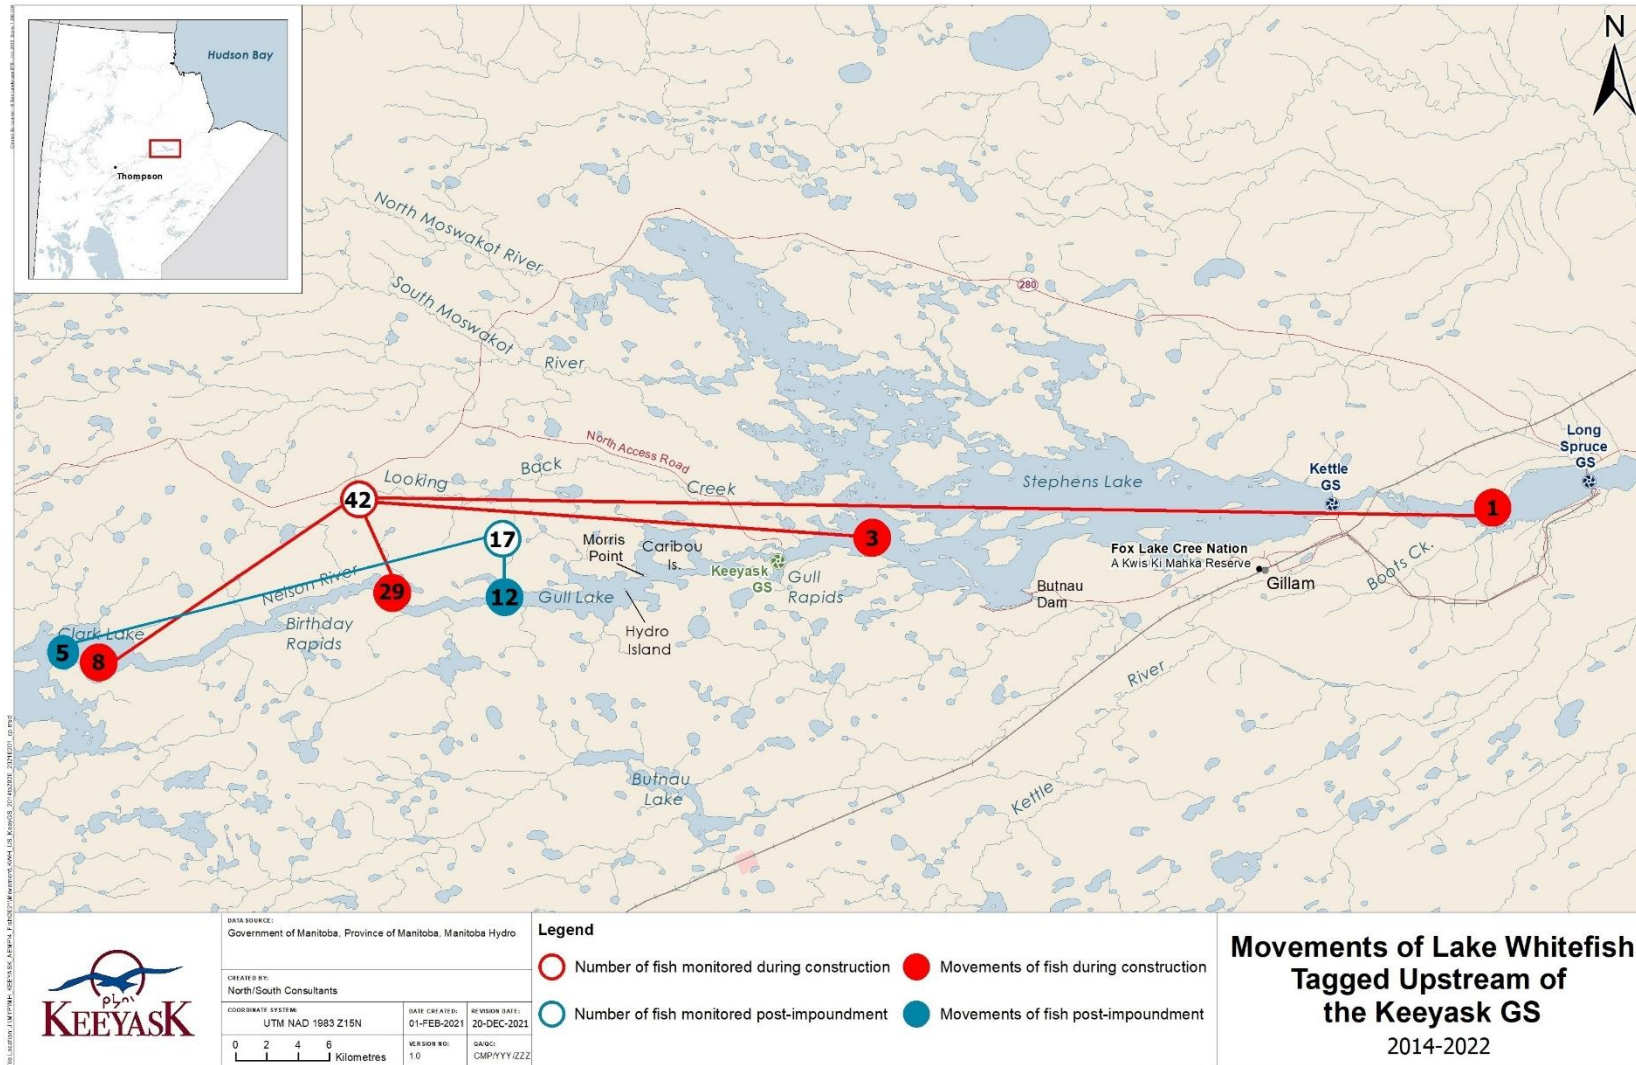 Hudson Bay
Thompson
N
North Moswakot River
South Moswakot
River
280
North Access Road
Looking
Back
Creek
Long
Spruce
GS
Kettle
GS
Stephens Lake
42
1
3
17
Morris
Point
Caribou
Is.
Keeyask
GS
Gull
Rapids
Fox Lake Cree Nation
A Kwis Ki Mahka Reserve
Gillam
Boots Ck.
Butnau
Dam
Nelson River
29
12
Gull Lake
Birthday
Rapids
Hydro
Island
Clark Lake
5
8
River
Kettle
Butnau
Lake
KEEYASK
DATA SOURCE:
Government of Manitoba, Province of Manitoba, Manitoba Hydro
CREATED BY:
North/South Consultants
COORDINATE SYSTEM:
UTM NAD 1983 Z15N
DATE CREATED:
01-FEB-2021
REVISION DATE:
20-DEC-2021
0 2 4 6
Kilometres
VERSION NO:
1.0
QA/QC:
CMP/YYY/ZZZ
Legend
Number of fish monitored during construction
Movements of fish during construction
Number of fish monitored post-impoundment
Movements of fish post-impoundment
Movements of Lake Whitefish
Tagged Upstream of
the Keeyask GS
2014-2022